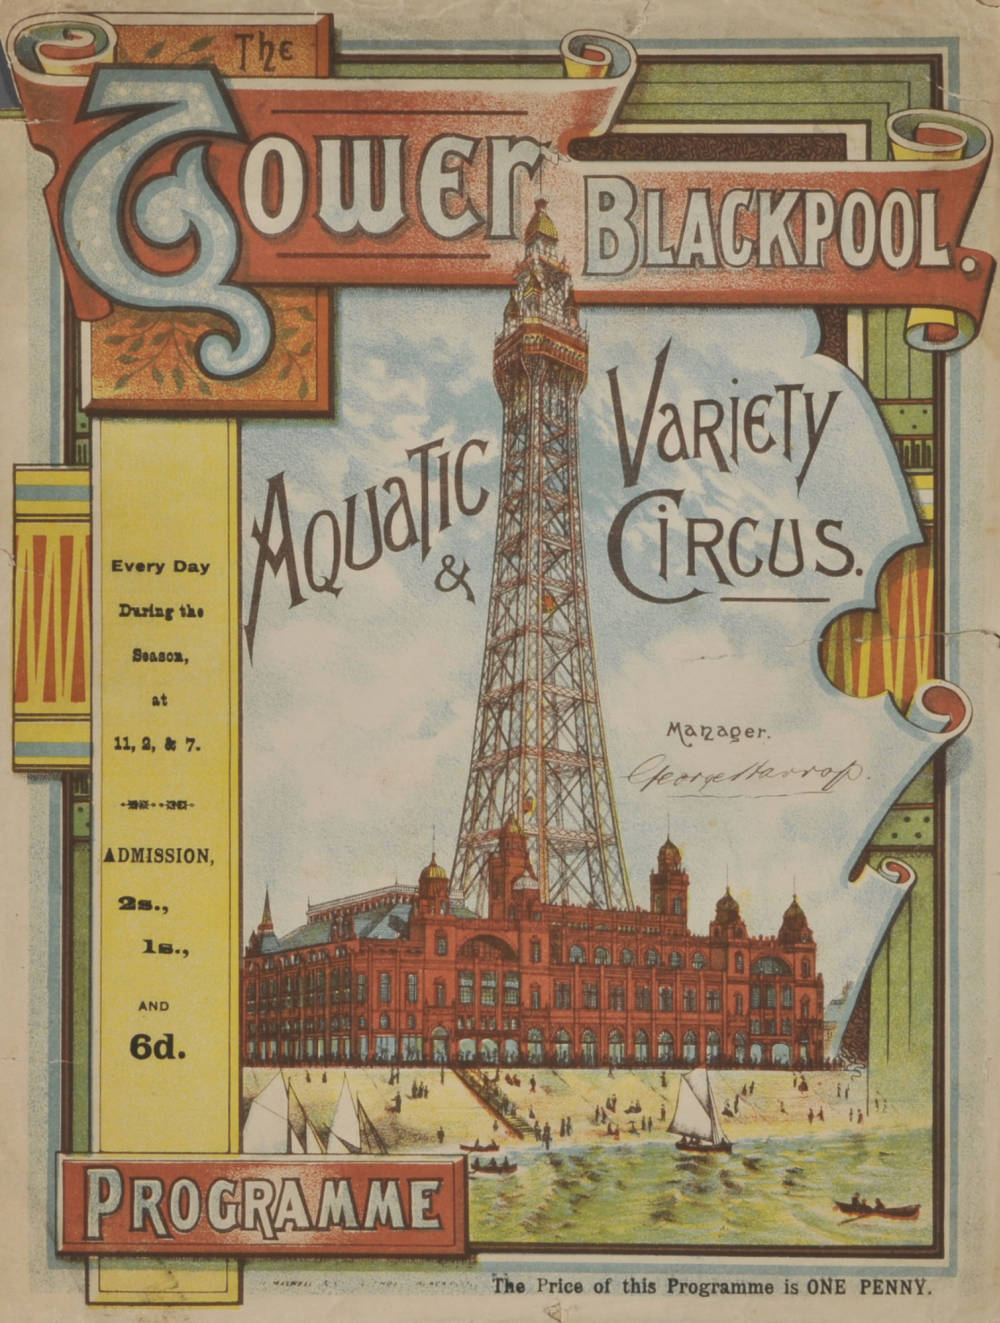 The
Tower
BLACKPOOL.
AQUATIC
&
VARIETY
CIRCUS.
Every Day
During the
Season,
at
11, 2, & 7.
ADMISSION,
2s.,
1s.,
AND
6d.
Manager.
George Harrop.
PROGRAMME
The Price of this Programme is ONE PENNY.